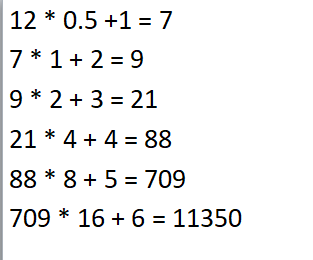 12 * 0.5 +1 = 7
7 * 1 + 2 = 9
9 * 2 + 3 = 21
21 * 4 + 4 = 88
88 * 8 + 5 = 709
709 * 16 + 6 = 11350